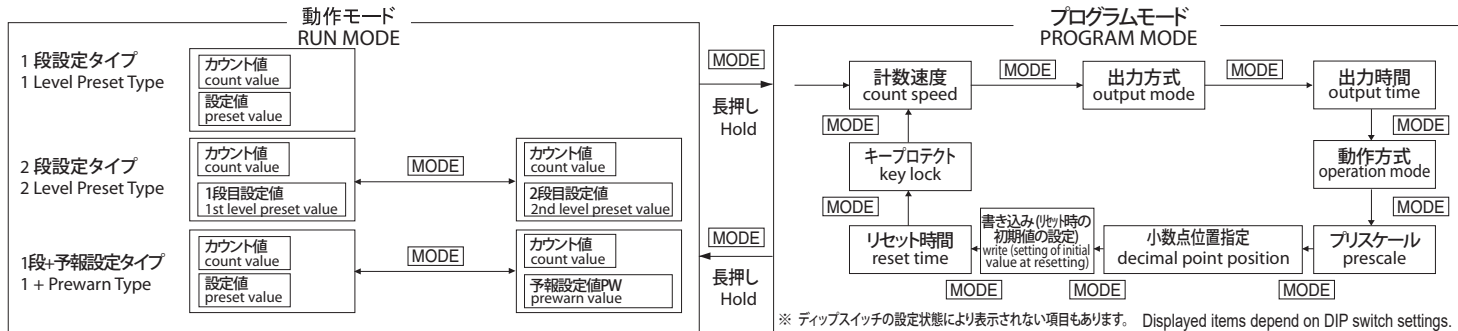 動作モード
RUN MODE
1 段設定タイプ
1 Level Preset Type
カウント値
count value
設定値
preset value
2 段設定タイプ
2 Level Preset Type
カウント値
count value
1段目設定値
1st level preset value
MODE
カウント値
count value
2段目設定値
2nd level preset value
1段+予報設定タイプ
1 + Prewarn Type
カウント値
count value
設定値
preset value
MODE
カウント値
count value
予報設定値PW
prewarn value
MODE
長押し
Hold
MODE
長押し
Hold
プログラムモード
PROGRAM MODE
計数速度
count speed
MODE
出力方式
output mode
MODE
出力時間
output time
MODE
動作方式
operation mode
MODE
プリスケール
prescale
MODE
小数点位置指定
decimal point position
MODE
書き込み(リセット時の
初期値の設定)
write (setting of initial
value at resetting)
MODE
リセット時間
reset time
MODE
キープロテクト
key lock
MODE
※ ディップスイッチの設定状態により表示されない項目もあります。 Displayed items depend on DIP switch settings.